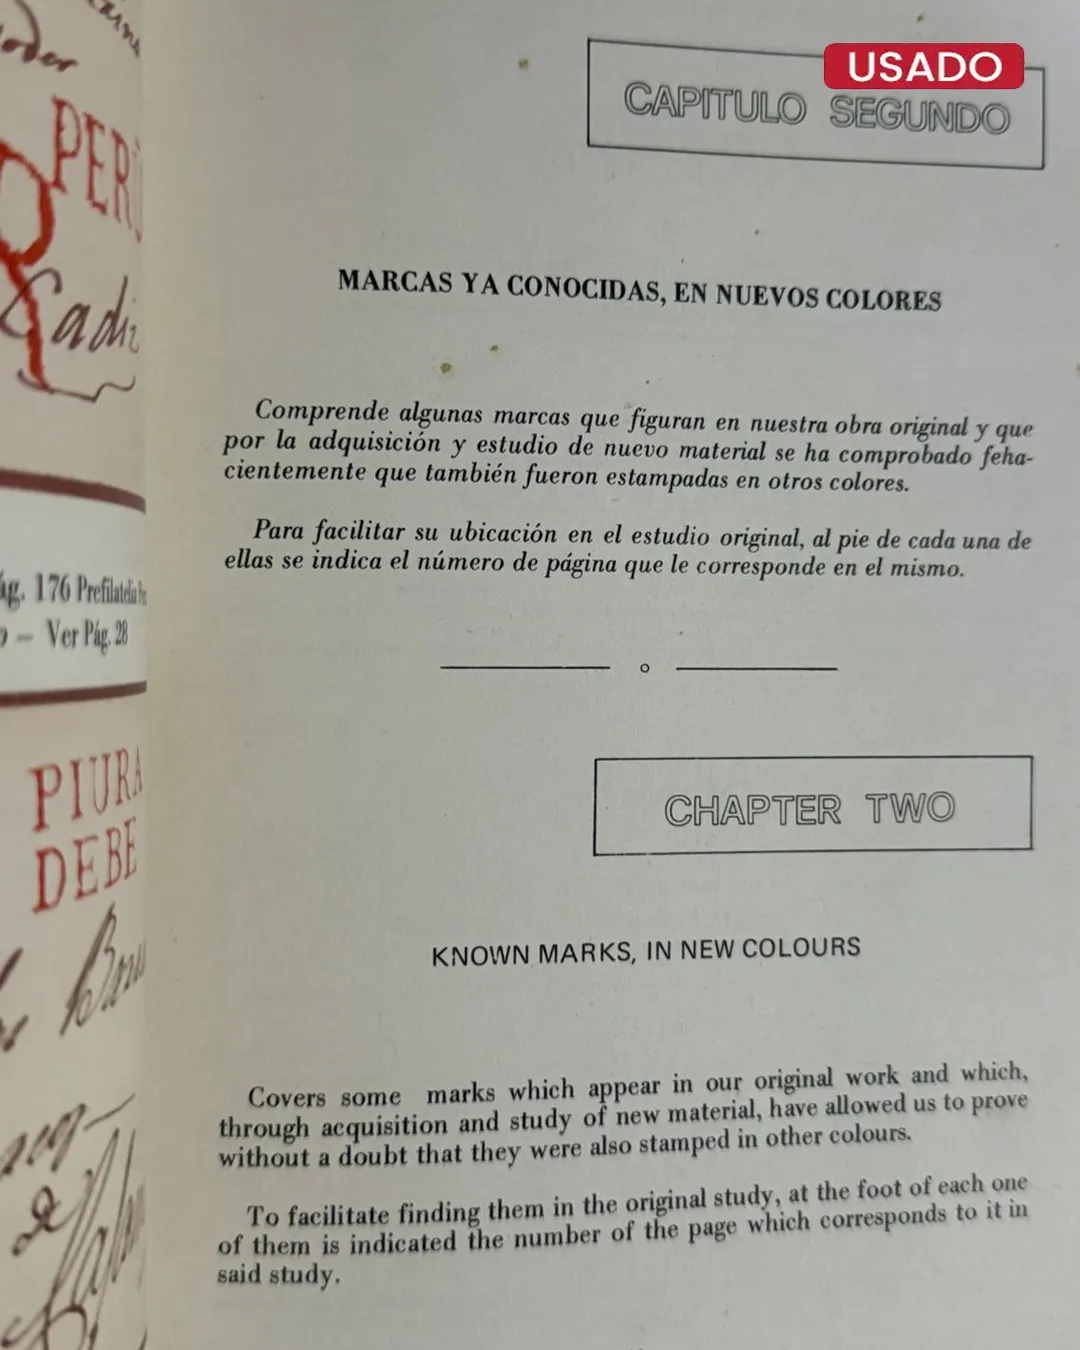 USADO
PERÚ
Cadiz
176 Prefilatelia
Ver Pág. 28
PIURA
DEBE
CAPITULO SEGUNDO
MARCAS YA CONOCIDAS, EN NUEVOS COLORES
Comprende algunas marcas que figuran en nuestra obra original y que
por la adquisición y estudio de nuevo material se ha comprobado feha-
cientemente que también fueron estampadas en otros colores.
Para facilitar su ubicación en el estudio original, al pie de cada una de
ellas se indica el número de página que le corresponde en el mismo.
CHAPTER TWO
KNOWN MARKS, IN NEW COLOURS
Covers some marks which appear in our original work and which,
through acquisition and study of new material, have allowed us to prove
without a doubt that they were also stamped in other colours.
To facilitate finding them in the original study, at the foot of each one
of them is indicated the number of the page which corresponds to it in
said study.